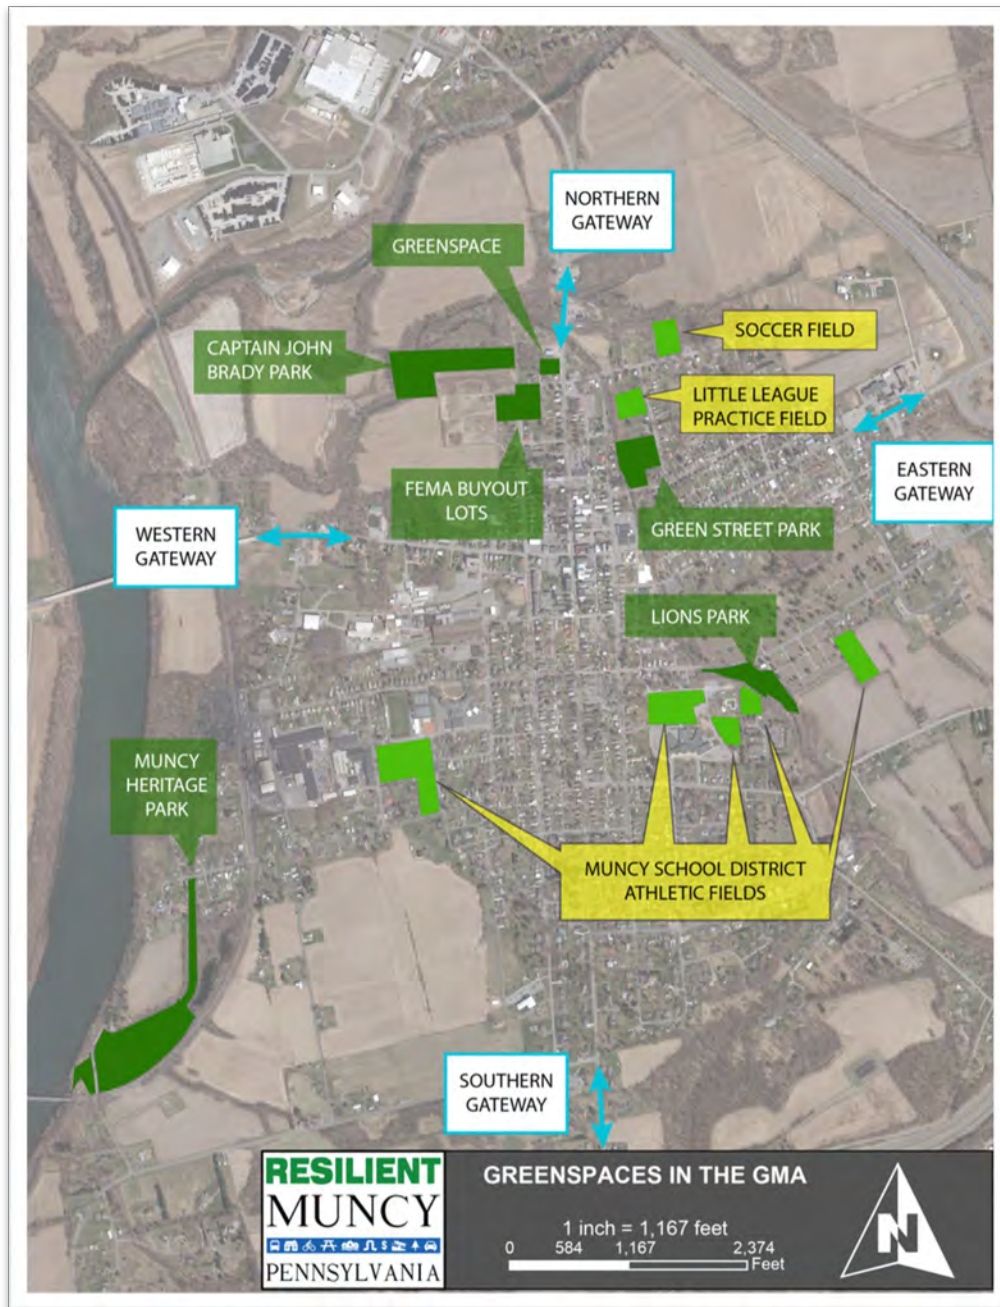 NORTHERN
GATEWAY
GREENSPACE
SOCCER FIELD
CAPTAIN JOHN
BRADY PARK
LITTLE LEAGUE
PRACTICE FIELD
EASTERN
GATEWAY
FEMA BUYOUT
LOTS
WESTERN
GATEWAY
GREEN STREET PARK
LIONS PARK
MUNCY
HERITAGE
PARK
MUNCY SCHOOL DISTRICT
ATHLETIC FIELDS
SOUTHERN
GATEWAY
RESILIENT
MUNCY
PENNSYLVANIA
GREENSPACES IN THE GMA
1 inch = 1,167 feet
0 584 1,167 2,374
Feet
N